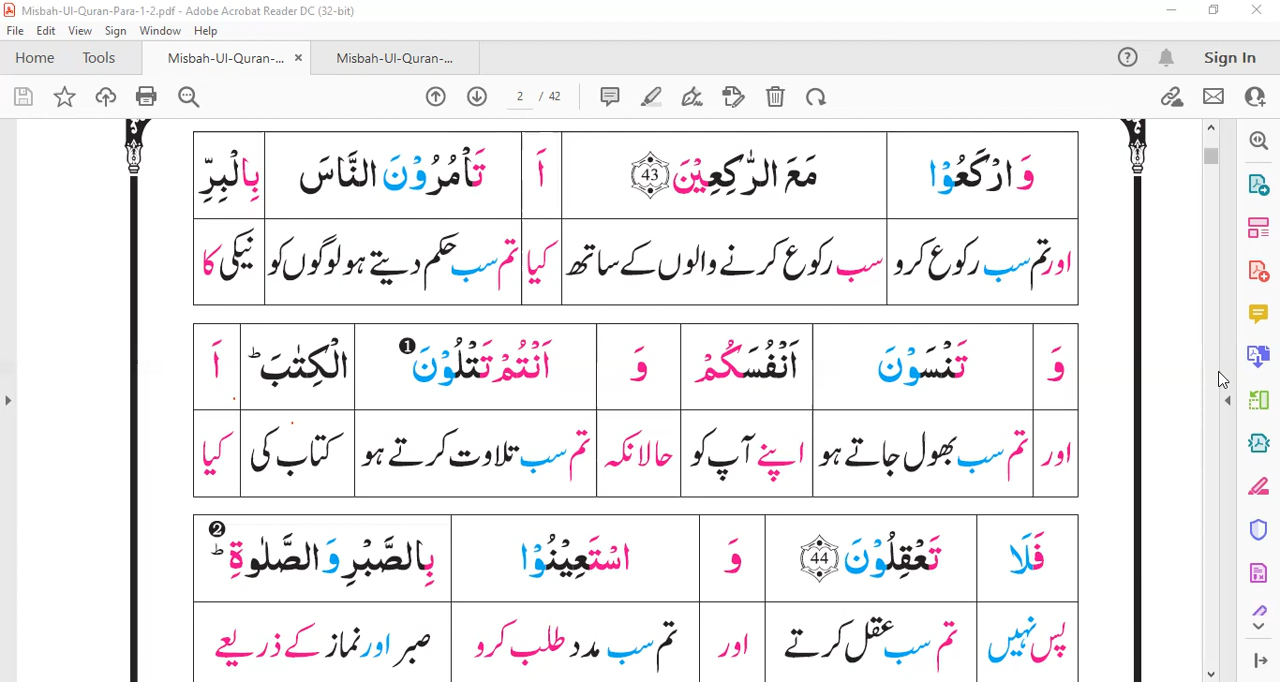 Misbah-Ul-Quran-Para-1-2.pdf - Adobe Acrobat Reader DC (32-bit)
File Edit View Sign Window Help
Home Tools Misbah-Ul-Quran-... × Misbah-Ul-Quran-... Sign In
2 / 42
وَ ارْكَعُوْا مَعَ الرّٰكِعِيْنَ 43 اَ تَاْمُرُوْنَ النَّاسَ بِالْبِرِّ
اور تم سب رکوع کرو سب رکوع کرنے والوں کے ساتھ کیا تم سب حکم دیتے ہو لوگوں کو نیکی کا
وَ تَنْسَوْنَ اَنْفُسَكُمْ وَ اَنْتُمْ تَتْلُوْنَ ❶ الْكِتٰبَ ؕ اَ
اور تم سب بھول جاتے ہو اپنے آپ کو حالانکہ تم سب تلاوت کرتے ہو کتاب کی کیا
فَلَا تَعْقِلُوْنَ 44 وَ اسْتَعِيْنُوْا بِالصَّبْرِ وَ الصَّلٰوةِ ؕ ❷
پس نہیں تم سب عقل کرتے اور تم سب مدد طلب کرو صبر اور نماز کے ذریعے